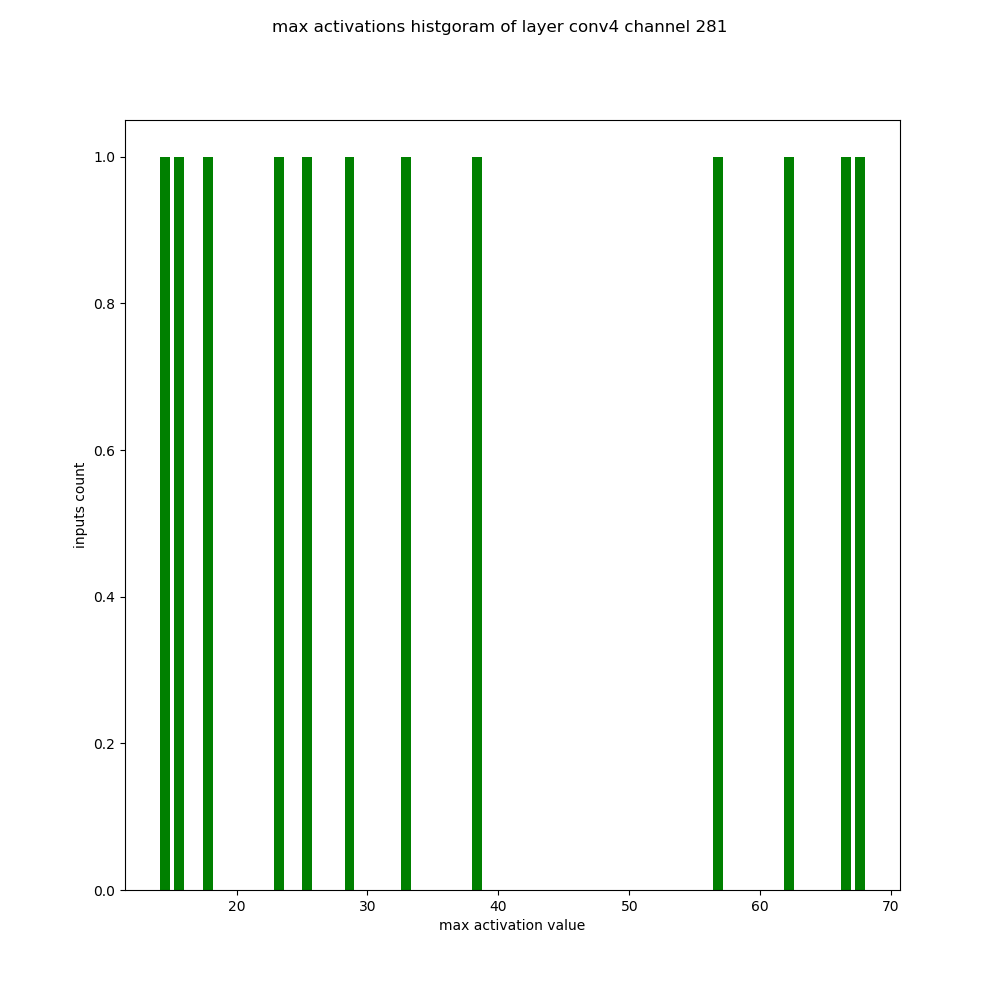 max activations histgoram of layer conv4 channel 281
1.0
0.8
0.6
0.4
0.2
0.0
inputs count
20 30 40 50 60 70
max activation value